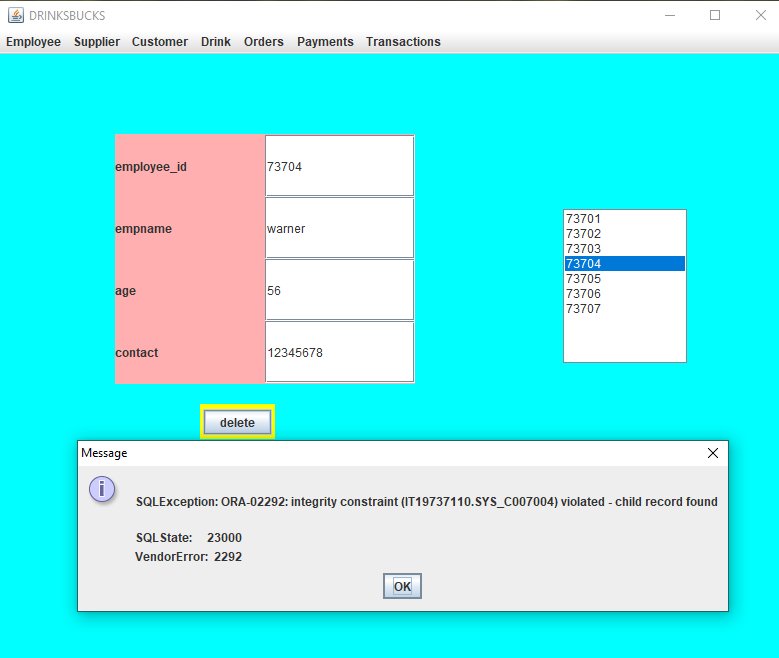 DRINKSBUCKS
Employee Supplier Customer Drink Orders Payments Transactions
employee_id 73704
empname warner
age 56
contact 12345678
73701
73702
73703
73704
73705
73706
73707
delete
Message
i
SQLException: ORA-02292: integrity constraint (IT19737110.SYS_C007004) violated - child record found
SQLState: 23000
VendorError: 2292
OK